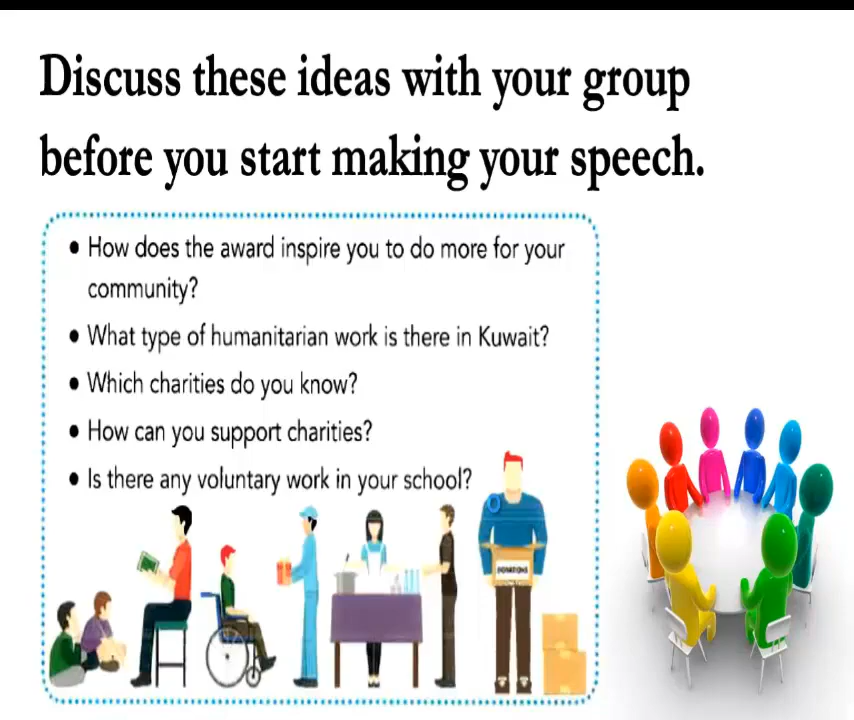 Discuss these ideas with your group
before you start making your speech.
• How does the award inspire you to do more for your
community?
• What type of humanitarian work is there in Kuwait?
• Which charities do you know?
• How can you support charities?
• Is there any voluntary work in your school?
DONATIONS